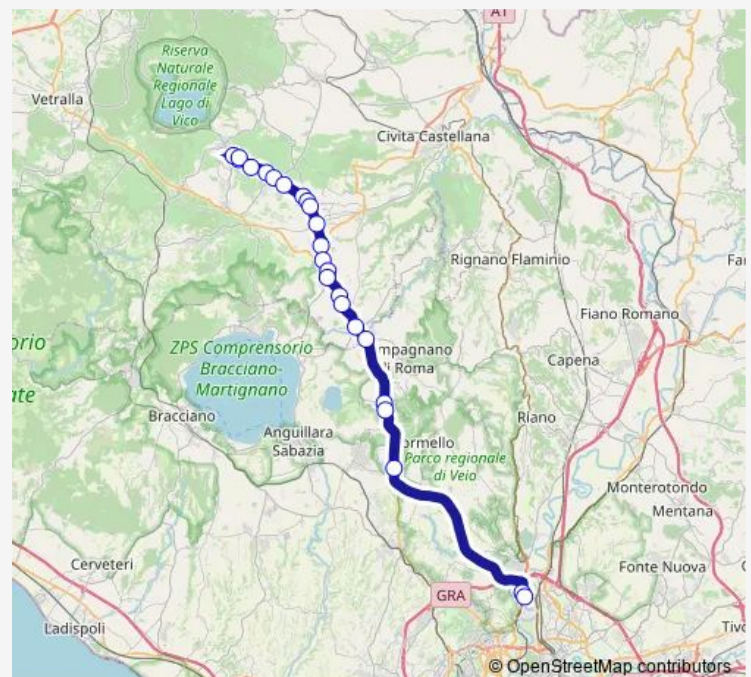 A1
Riserva
Naturale
Regionale
Lago di
Vico
Vetralla
Civita Castellana
Rignano Flaminio
Fa
Fiano Romano
orio
ZPS Comprensorio
Bracciano-
Martignano
mpagnano
di Roma
Capena
ate
Bracciano
Riano
Anguillara
Sabazia
ormello
Parco regionale
di Veio
Monterotondo
Mentana
Cerveteri
Fonte Nuova
GRA
Ladispoli
Tivo
© OpenStreetMap contributors